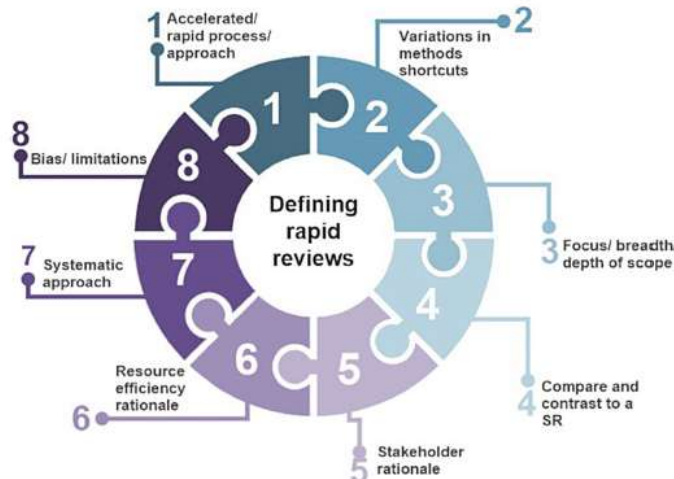 1
Accelerated/
rapid process/
approach
2
Variations in
methods
shortcuts
3
Focus/ breadth/
depth of scope
4
Compare and
contrast to a
SR
5
Stakeholder
rationale
6
Resource
efficiency
rationale
7
Systematic
approach
8
Bias/ limitations
1
2
3
4
5
6
7
8
Defining
rapid
reviews